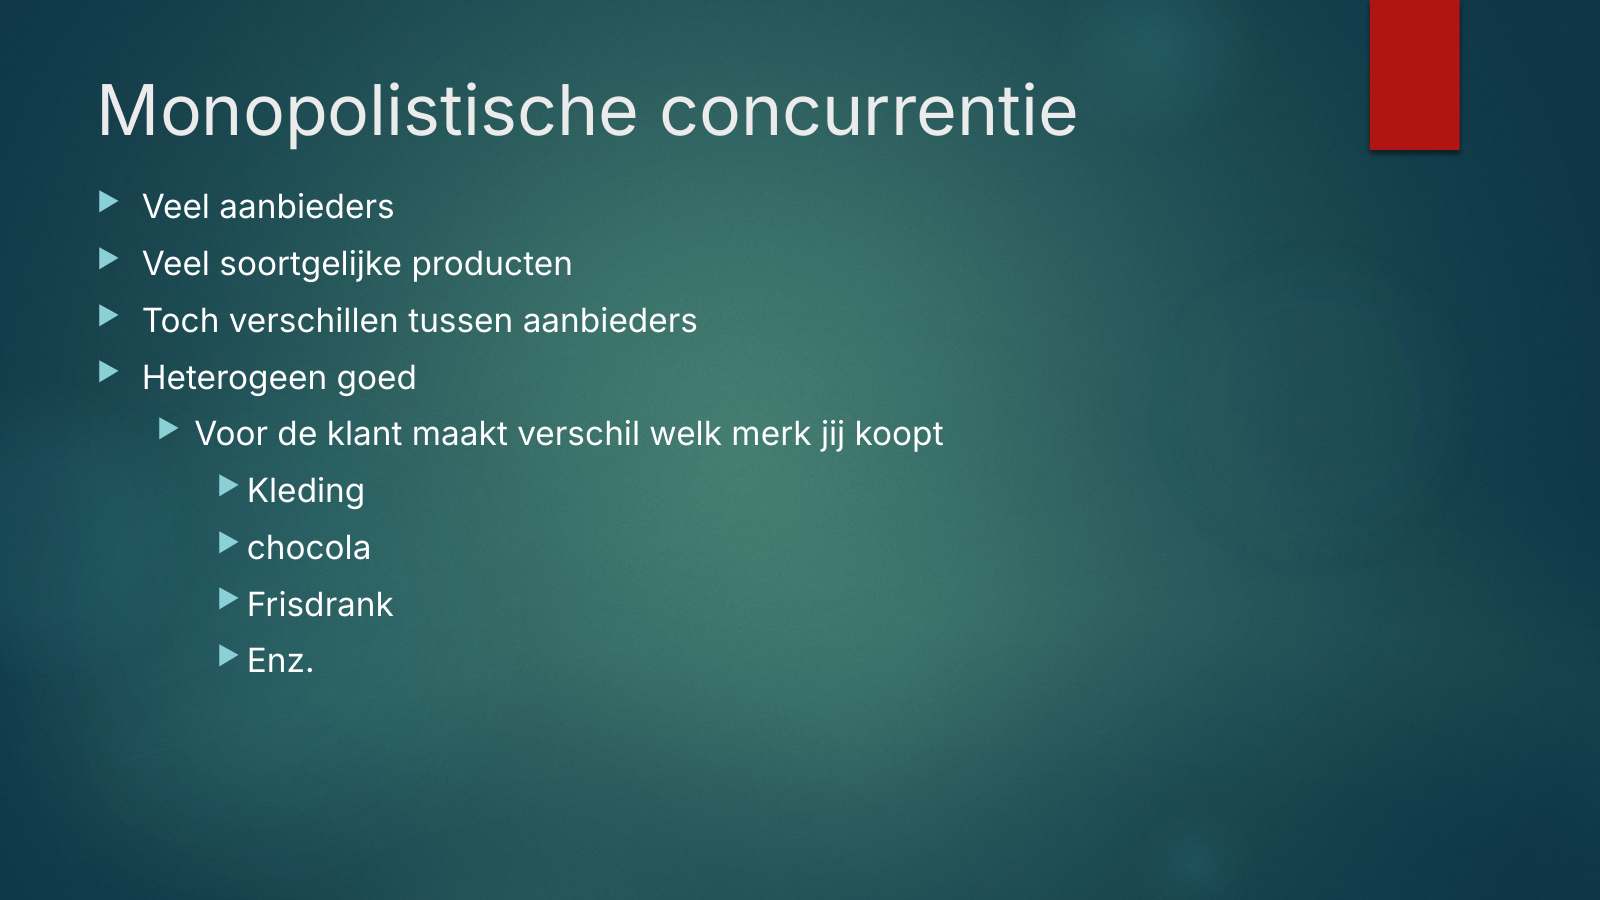 Monopolistische concurrentie
Veel aanbieders
Veel soortgelijke producten
Toch verschillen tussen aanbieders
Heterogeen goed
Voor de klant maakt verschil welk merk jij koopt
Kleding
chocola
Frisdrank
Enz.